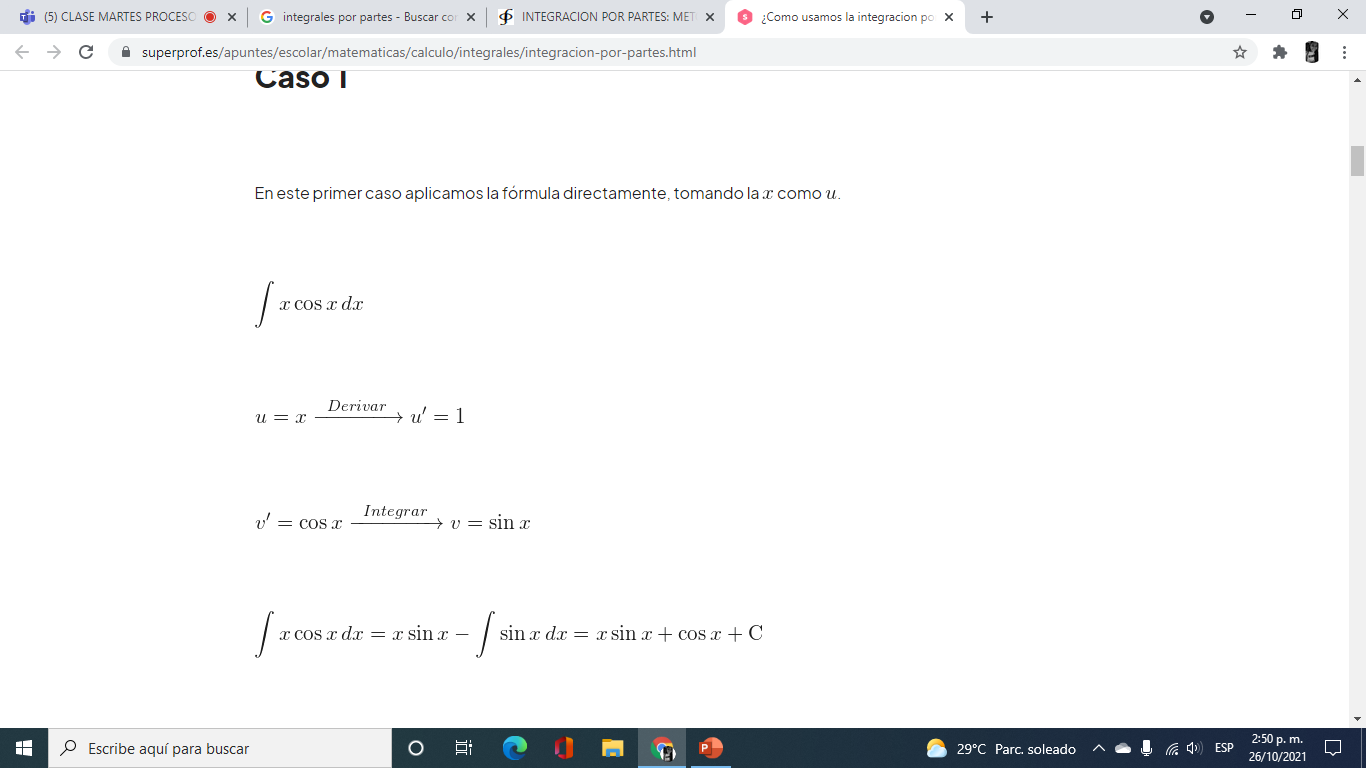 (5) CLASE MARTES PROCESO
integrales por partes - Buscar con
INTEGRACION POR PARTES: MET
¿Como usamos la integracion po
superprof.es/apuntes/escolar/matematicas/calculo/integrales/integracion-por-partes.html
Caso 1
En este primer caso aplicamos la fórmula directamente, tomando la x como u.
∫ x cos x dx
u = x Derivar → u′ = 1
v′ = cos x Integrar → v = sin x
∫ x cos x dx = x sin x − ∫ sin x dx = x sin x + cos x + C
Escribe aquí para buscar
29°C Parc. soleado
ESP
2:50 p. m.
26/10/2021